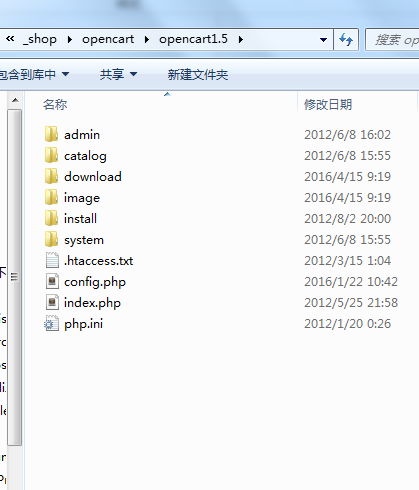 « _shop ▸ opencart ▸ opencart1.5 ▸ 搜索 op
包含到库中 共享 新建文件夹
名称 修改日期
admin 2012/6/8 16:02
catalog 2012/6/8 15:55
download 2016/4/15 9:19
image 2016/4/15 9:19
install 2012/8/2 20:00
system 2012/6/8 15:55
.htaccess.txt 2012/3/15 1:04
config.php 2016/1/22 10:42
index.php 2012/5/25 21:58
php.ini 2012/1/20 0:26